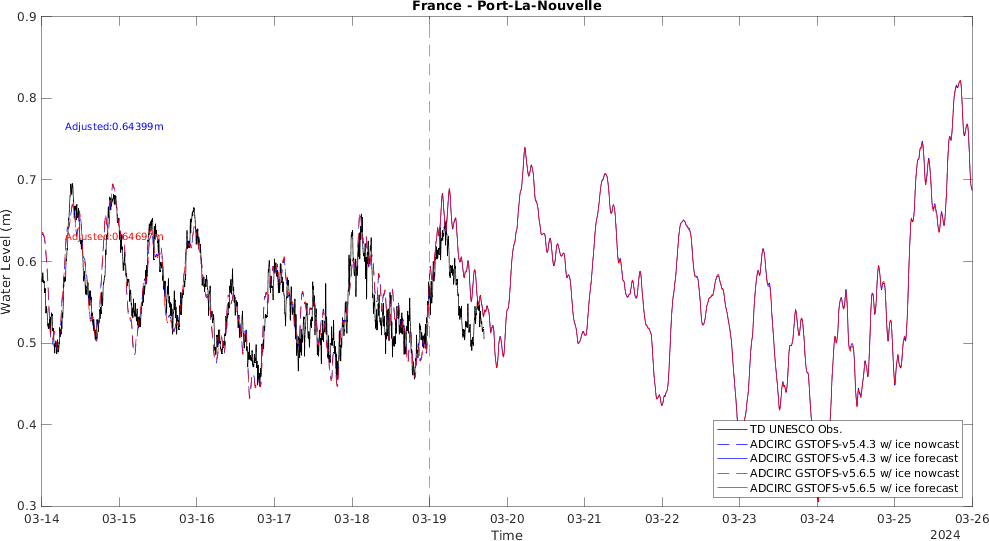 France - Port-La-Nouvelle
Water Level (m)
0.9
0.8
0.7
0.6
0.5
0.4
0.3
Adjusted:0.64399m
Adjusted:0.6469m
TD UNESCO Obs.
ADCIRC GSTOFS-v5.4.3 w/ ice nowcast
ADCIRC GSTOFS-v5.4.3 w/ ice forecast
ADCIRC GSTOFS-v5.6.5 w/ ice nowcast
ADCIRC GSTOFS-v5.6.5 w/ ice forecast
03-14 03-15 03-16 03-17 03-18 03-19 03-20 03-21 03-22 03-23 03-24 03-25 03-26
Time
2024